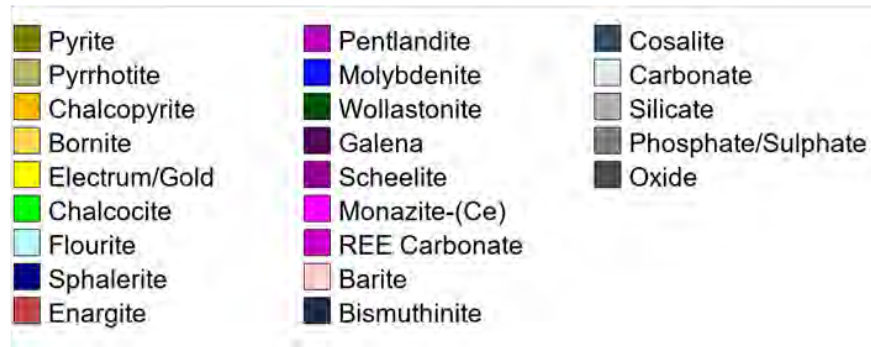 Pyrite
Pyrrhotite
Chalcopyrite
Bornite
Electrum/Gold
Chalcocite
Flourite
Sphalerite
Enargite
Pentlandite
Molybdenite
Wollastonite
Galena
Scheelite
Monazite-(Ce)
REE Carbonate
Barite
Bismuthinite
Cosalite
Carbonate
Silicate
Phosphate/Sulphate
Oxide